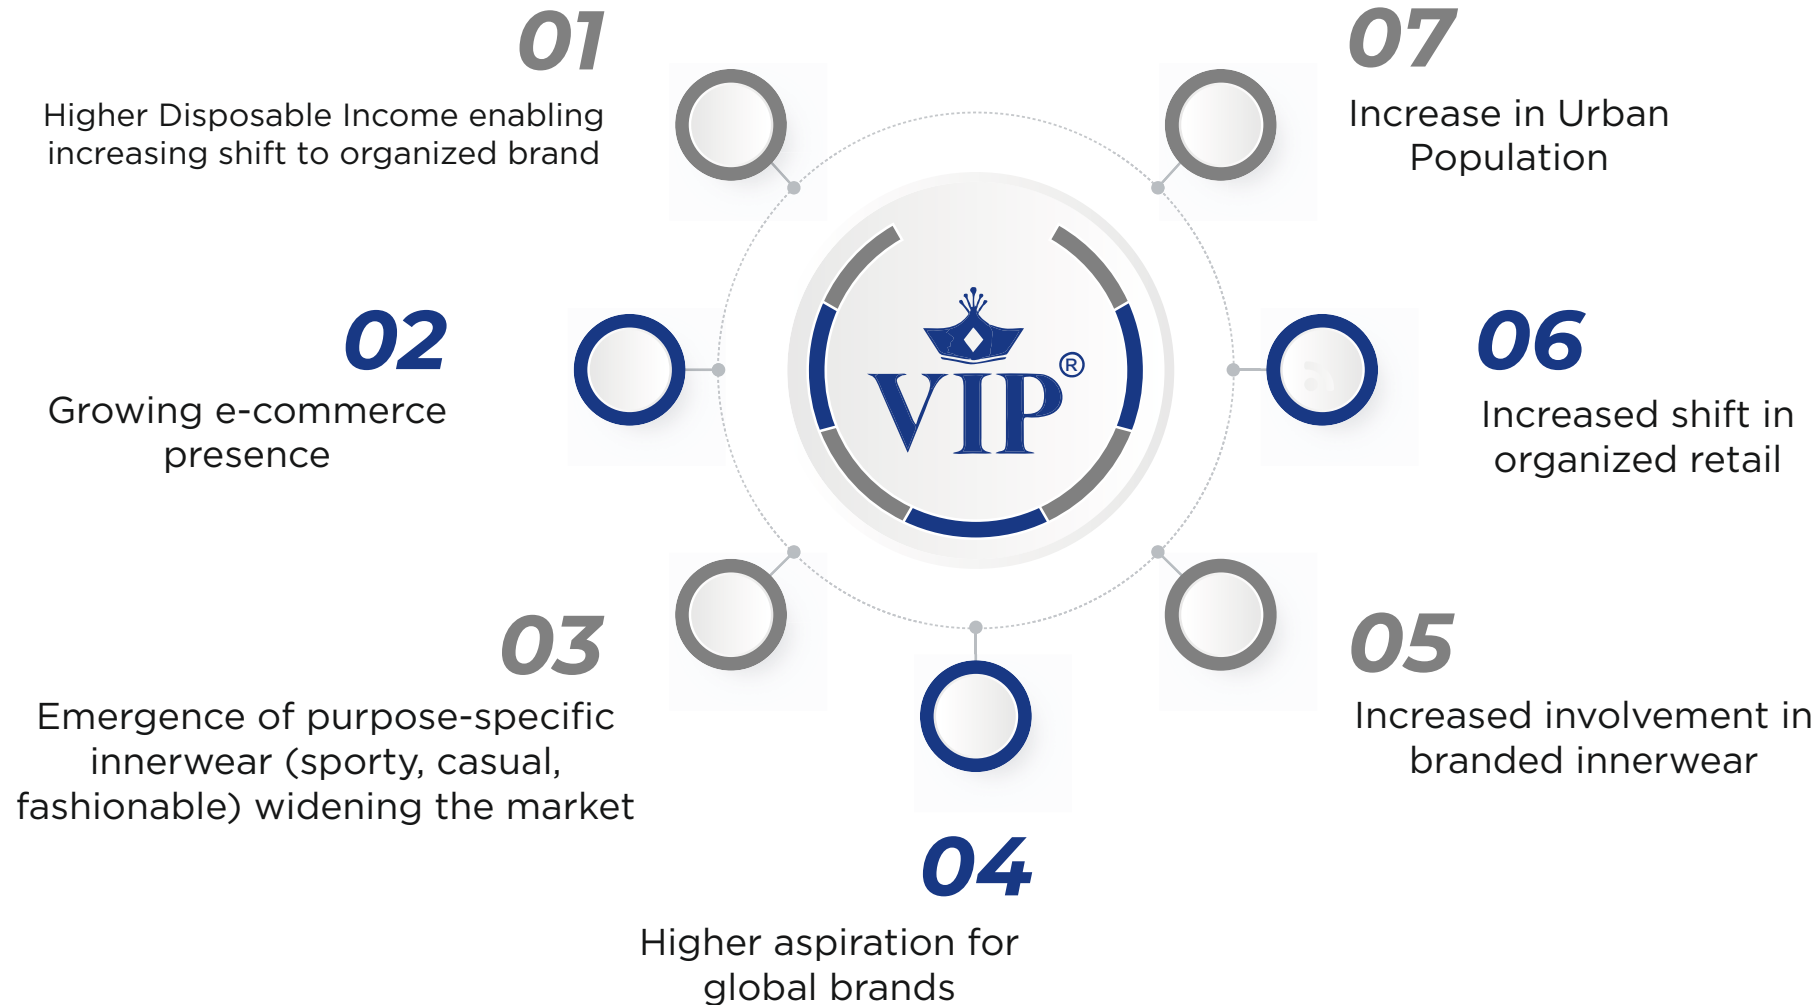 01
Higher Disposable Income enabling
increasing shift to organized brand
02
Growing e-commerce
presence
03
Emergence of purpose-specific
innerwear (sporty, casual,
fashionable) widening the market
04
Higher aspiration for
global brands
05
Increased involvement in
branded innerwear
06
Increased shift in
organized retail
07
Increase in Urban
Population
VIP®